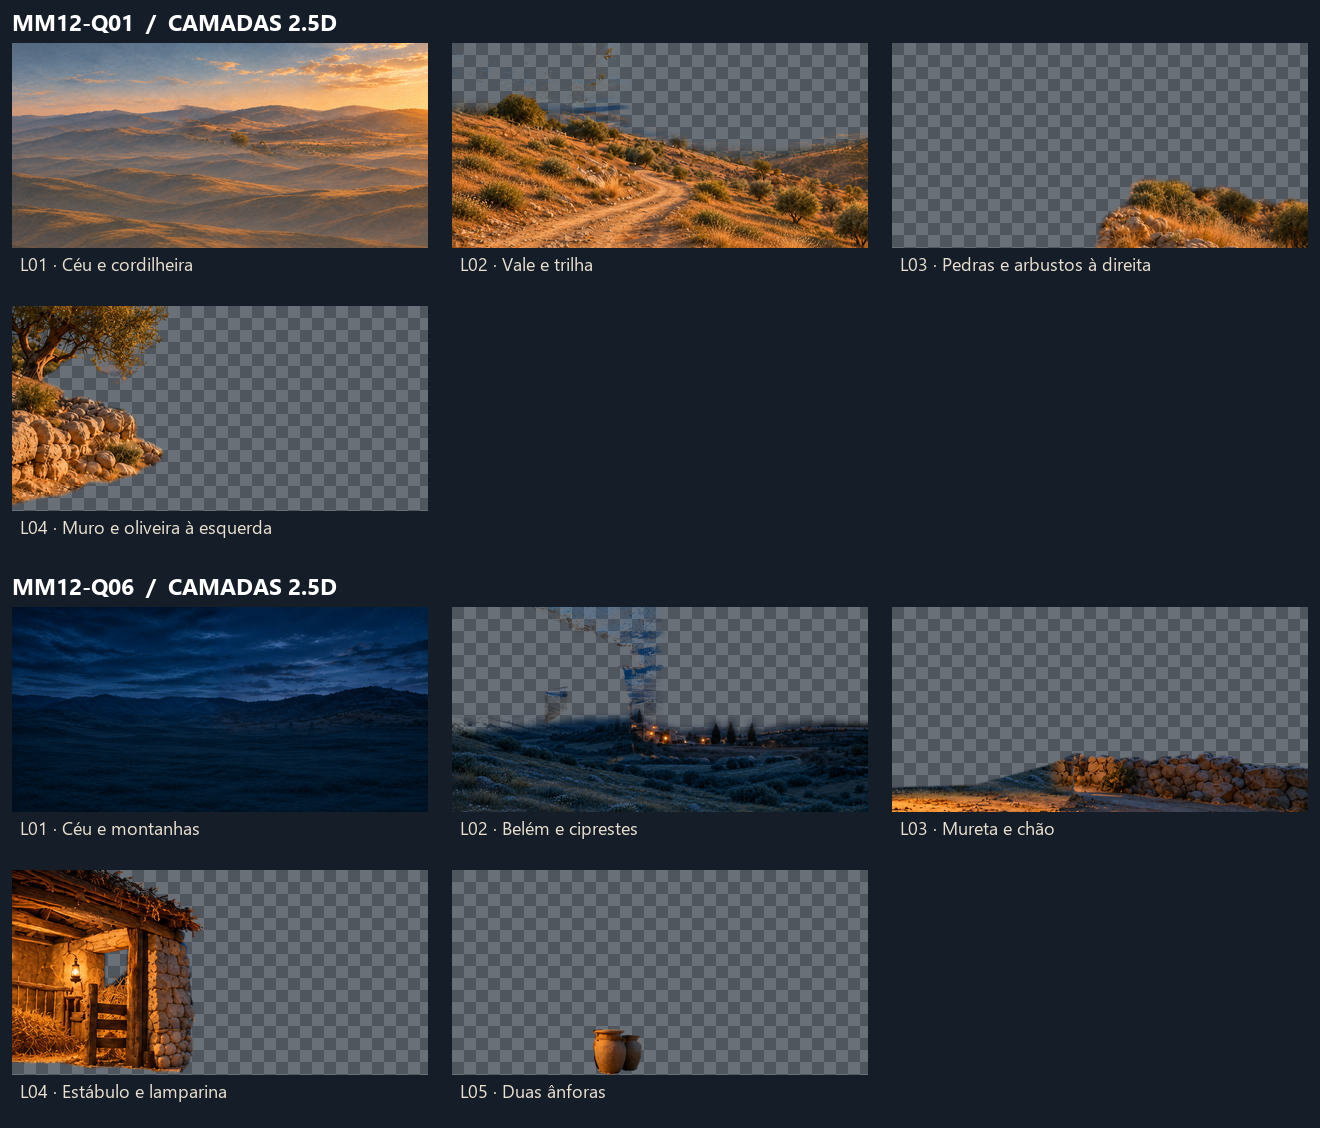 MM12-Q01 / CAMADAS 2.5D
L01 · Céu e cordilheira
L02 · Vale e trilha
L03 · Pedras e arbustos à direita
L04 · Muro e oliveira à esquerda
MM12-Q06 / CAMADAS 2.5D
L01 · Céu e montanhas
L02 · Belém e ciprestes
L03 · Mureta e chão
L04 · Estábulo e lamparina
L05 · Duas ânforas